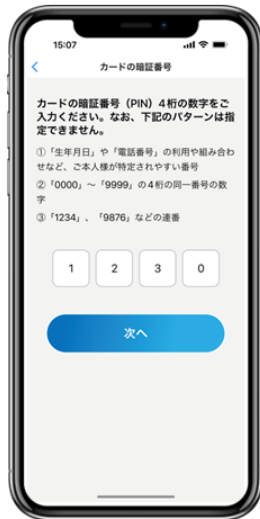 15:07
カードの暗証番号
カードの暗証番号（PIN）4桁の数字をご
入力ください。なお、下記のパターンは指
定できません。
①「生年月日」や「電話番号」の利用や組み合わ
せなど、ご本人様が特定されやすい番号
②「0000」～「9999」の4桁の同一番号の数
字
③「1234」、「9876」などの連番
1 2 3 0
次へ